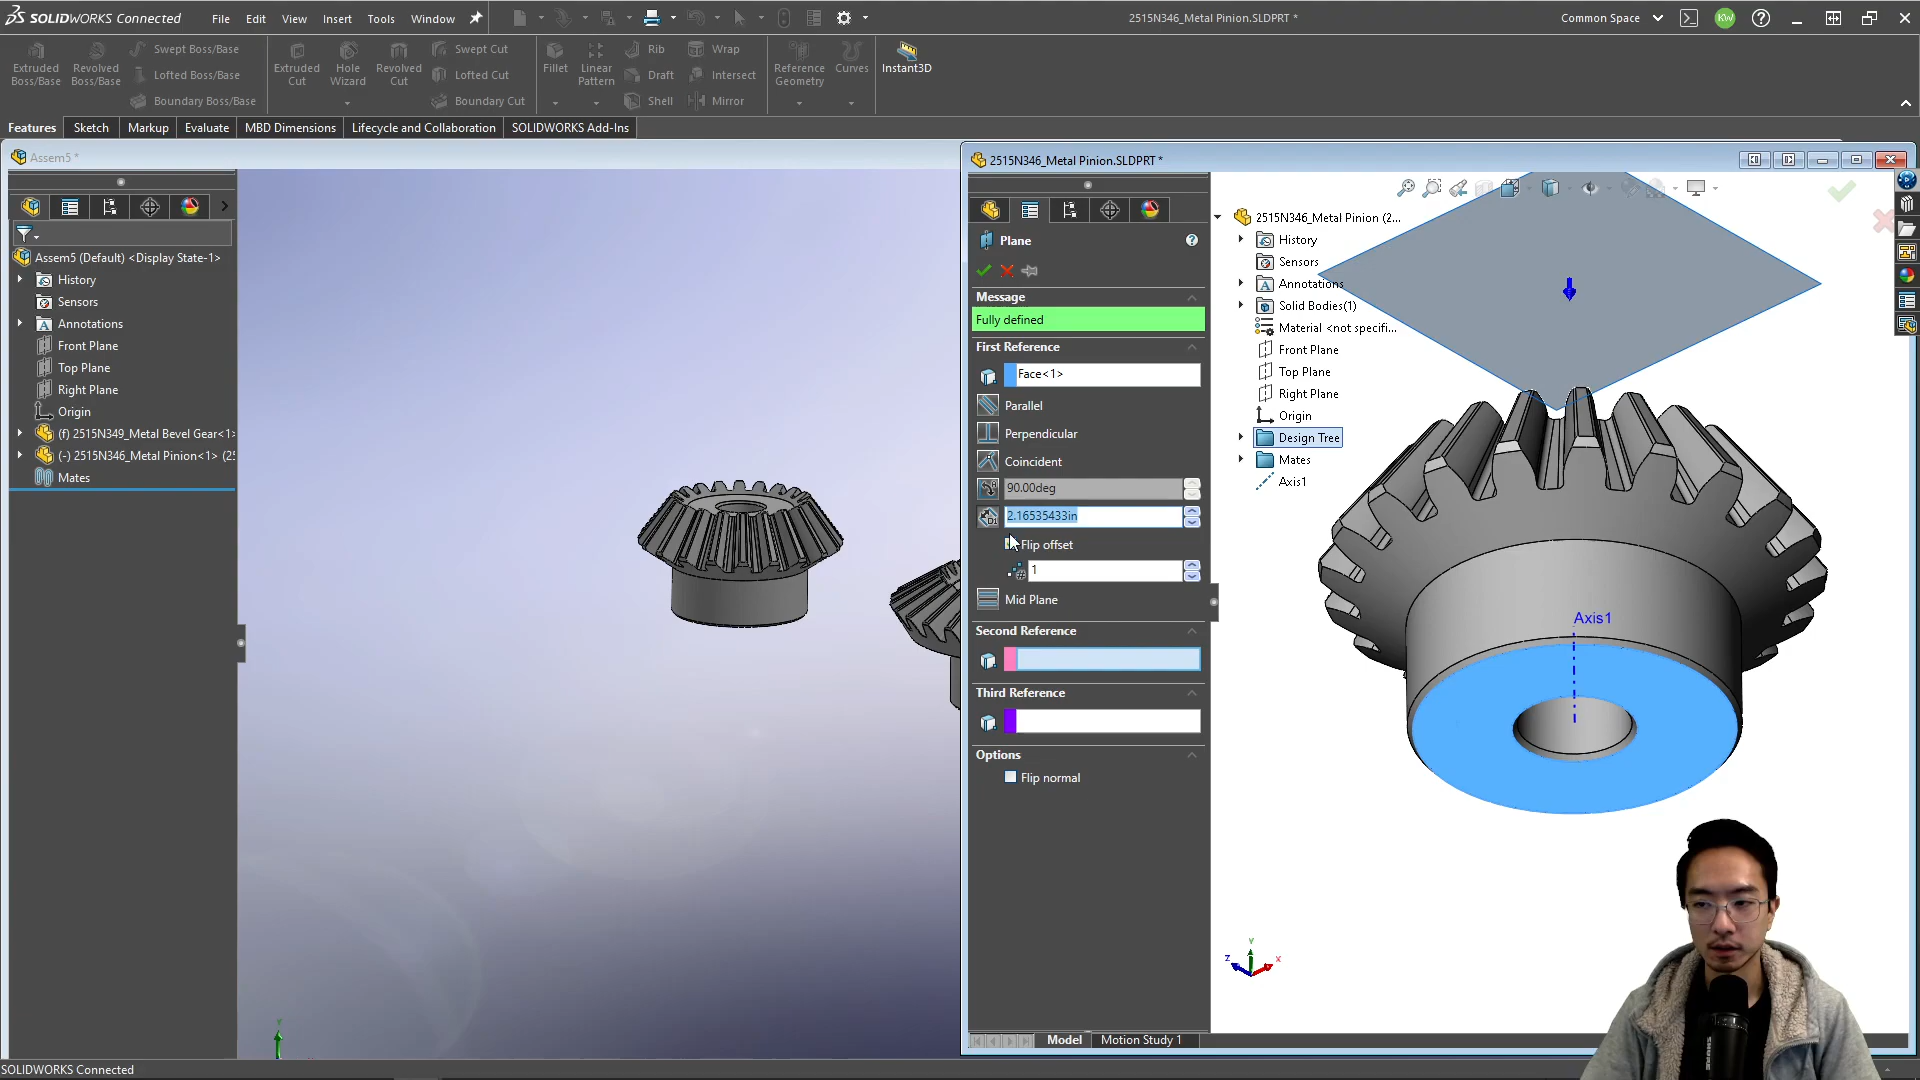 SOLIDWORKS Connected
File Edit View Insert Tools Window
2515N346_Metal Pinion.SLDPRT *
Common Space
KW
Extruded Boss/Base
Revolved Boss/Base
Swept Boss/Base
Lofted Boss/Base
Boundary Boss/Base
Extruded Cut
Hole Wizard
Revolved Cut
Swept Cut
Lofted Cut
Boundary Cut
Fillet
Linear Pattern
Rib
Draft
Shell
Wrap
Intersect
Mirror
Reference Geometry
Curves
Instant3D
Features Sketch Markup Evaluate MBD Dimensions Lifecycle and Collaboration SOLIDWORKS Add-Ins
Assem5 *
Assem5 (Default) <Display State-1>
History
Sensors
Annotations
Front Plane
Top Plane
Right Plane
Origin
(f) 2515N349_Metal Bevel Gear<1>
(-) 2515N346_Metal Pinion<1> (25
Mates
2515N346_Metal Pinion.SLDPRT *
Plane
Message
Fully defined
First Reference
Face<1>
Parallel
Perpendicular
Coincident
90.00deg
2.16535433in
Flip offset
1
Mid Plane
Second Reference
Third Reference
Options
Flip normal
2515N346_Metal Pinion (2...
History
Sensors
Annotations
Solid Bodies(1)
Material <not specifi...
Front Plane
Top Plane
Right Plane
Origin
Design Tree
Mates
Axis1
Axis1
Y
Z
X
Y
SHURE
Model Motion Study 1
SOLIDWORKS Connected